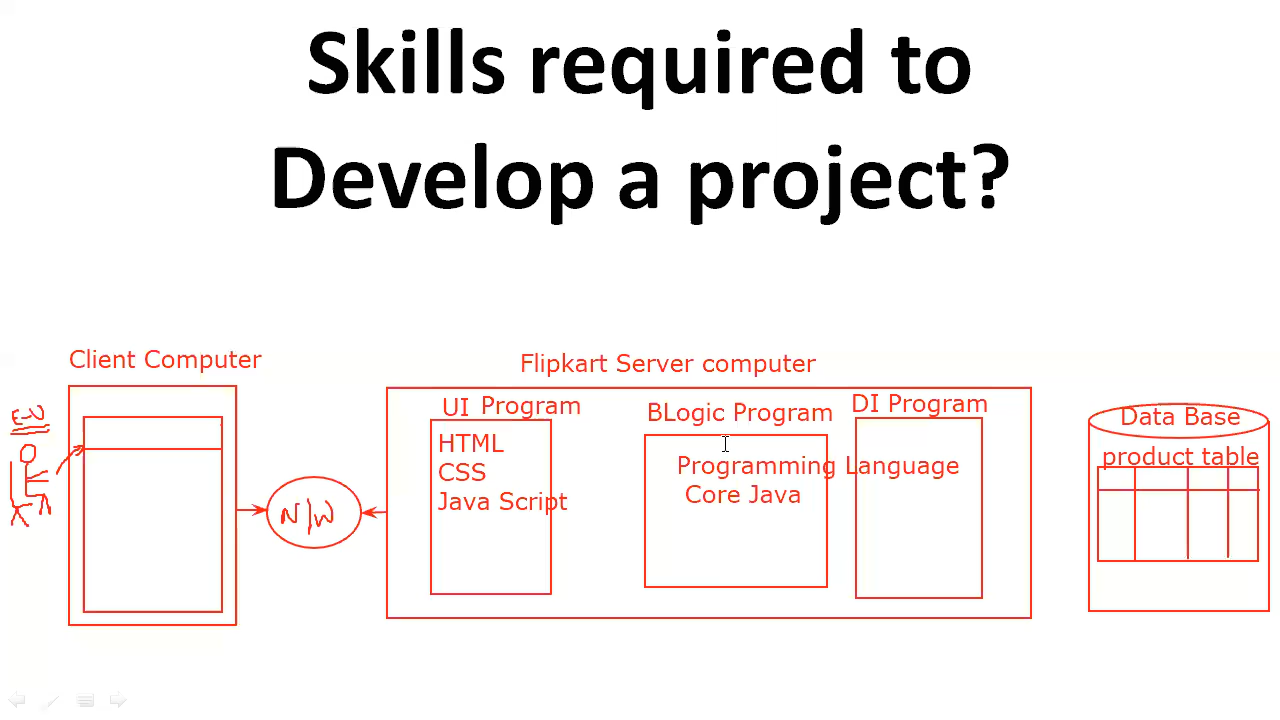 Skills required to
Develop a project?
Client Computer
Flipkart Server computer
EU
N/W
UI Program
HTML
CSS
Java Script
BLogic Program
Programming Language
Core Java
DI Program
Data Base
product table